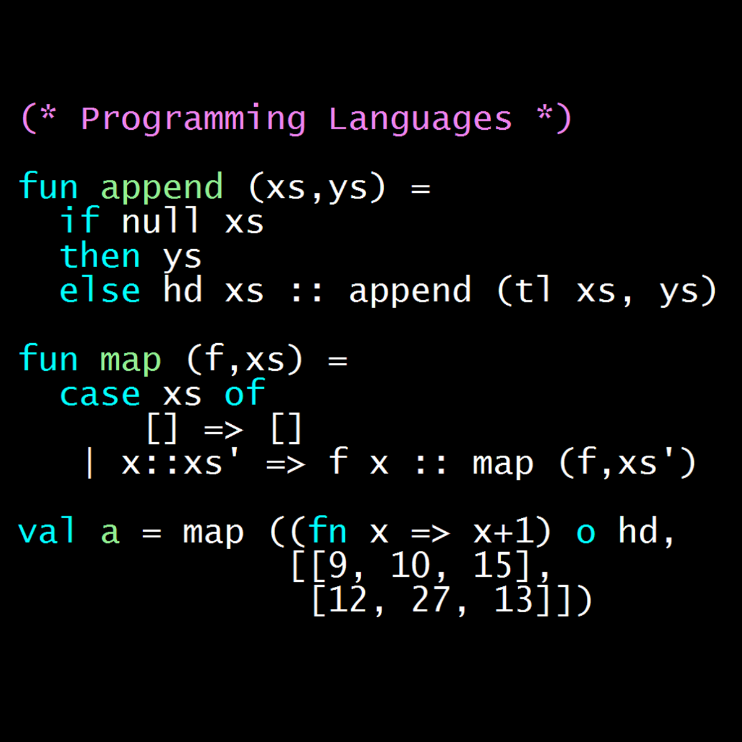 (* Programming Languages *)
fun append (xs,ys) =
  if null xs
  then ys
  else hd xs :: append (tl xs, ys)
fun map (f,xs) =
  case xs of
      [] => []
   | x::xs' => f x :: map (f,xs')
val a = map ((fn x => x+1) o hd,
             [[9, 10, 15],
              [12, 27, 13]])